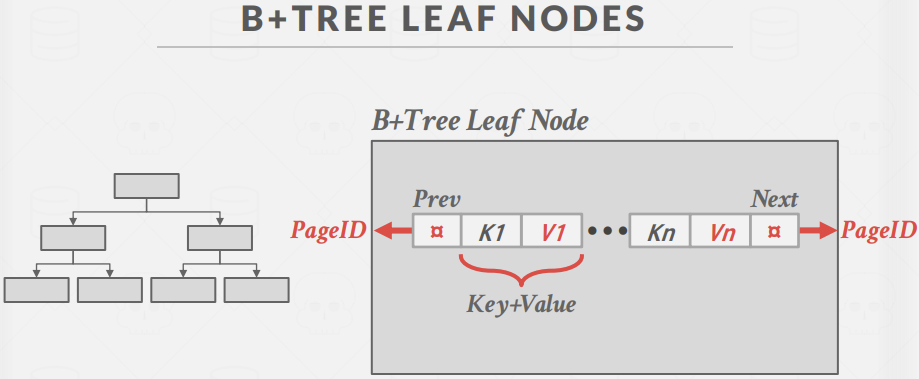 B+TREE LEAF NODES
B+Tree Leaf Node
Prev Next
PageID ¤ K1 V1 ••• Kn Vn ¤ PageID
Key+Value